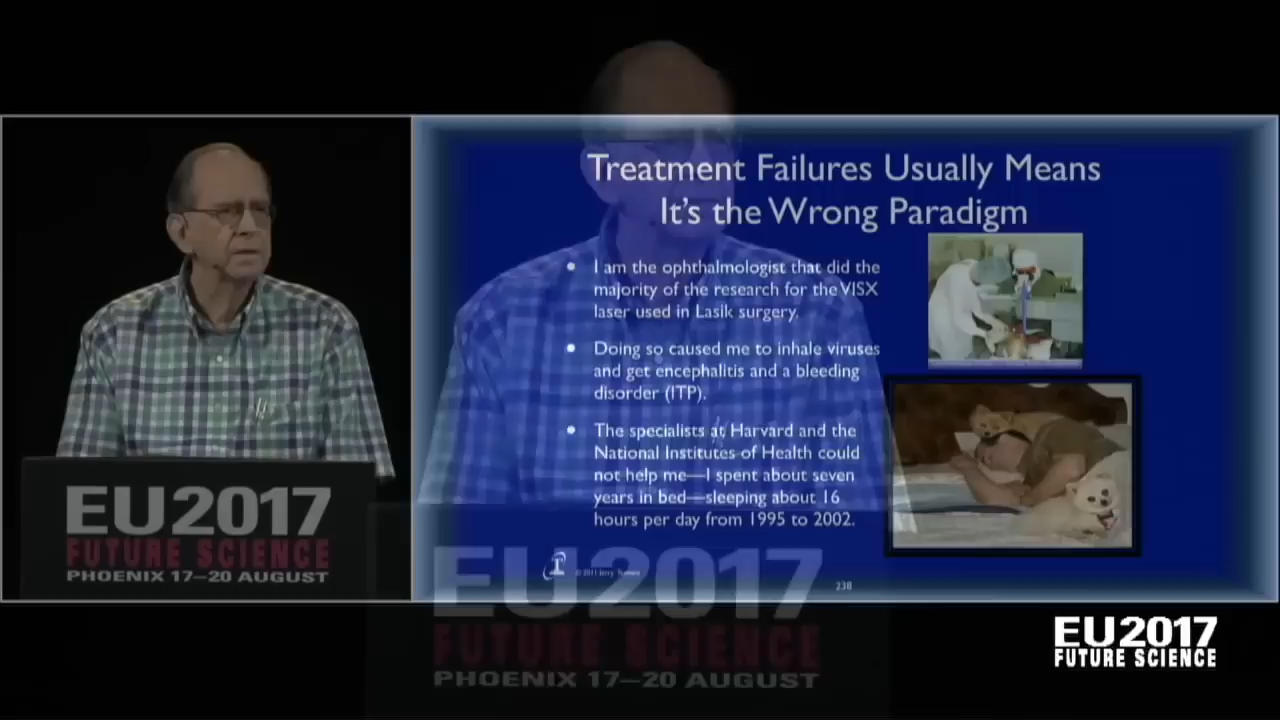 Treatment Failures Usually Means
It's the Wrong Paradigm
• I am the ophthalmologist that did the
majority of the research for the VISX
laser used in Lasik surgery.
• Doing so caused me to inhale viruses
and get encephalitis and a bleeding
disorder (ITP).
• The specialists at Harvard and the
National Institutes of Health could
not help me—I spent about seven
years in bed—sleeping about 16
hours per day from 1995 to 2002.
© 2011 Jerry
238
EU2017
FUTURE SCIENCE
PHOENIX 17–20 AUGUST
EU2017
FUTURE SCIENCE
PHOENIX 17–20 AUGUST
EU2017
FUTURE SCIENCE